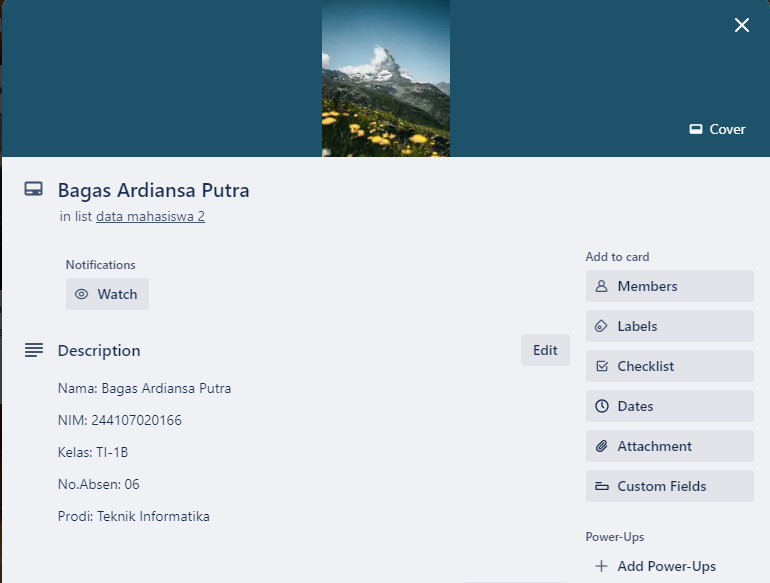 Cover
Bagas Ardiansa Putra
in list data mahasiswa 2
Notifications
Watch
Description
Edit
Nama: Bagas Ardiansa Putra
NIM: 244107020166
Kelas: TI-1B
No.Absen: 06
Prodi: Teknik Informatika
Add to card
Members
Labels
Checklist
Dates
Attachment
Custom Fields
Power-Ups
Add Power-Ups